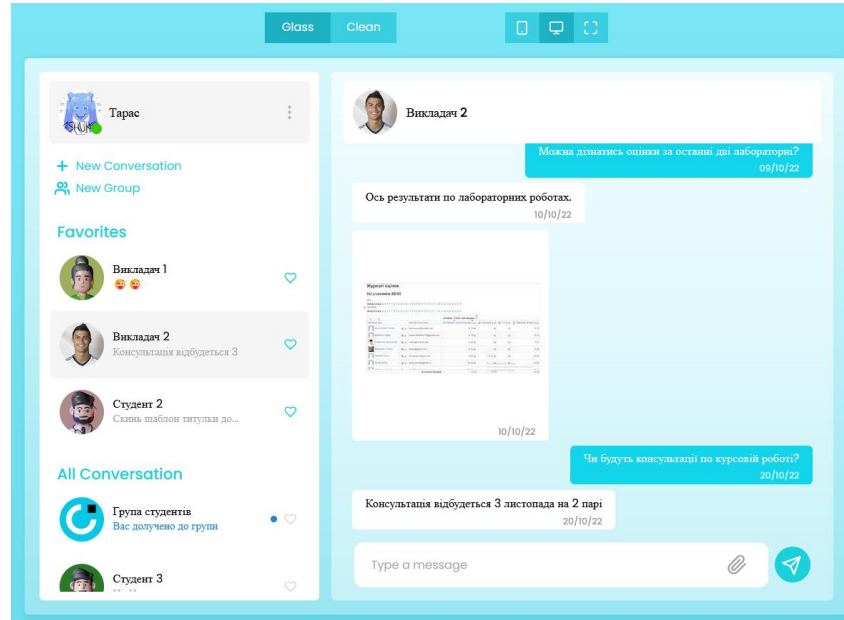 Glass Clean
Тарас
+ New Conversation
New Group
Favorites
Викладач 1
Викладач 2
Консультація відбудеться 3
Студент 2
Скинь шаблон титулки до...
All Conversation
Група студентів
Вас долучено до групи
Студент 3
Викладач 2
Можна дізнатись оцінки за останні дві лабораторні?
09/10/22
Ось результати по лабораторних роботах.
10/10/22
Журнал оцінок
10/10/22
Чи будуть консультації по курсовій роботі?
20/10/22
Консультація відбудеться 3 листопада на 2 парі
20/10/22
Type a message